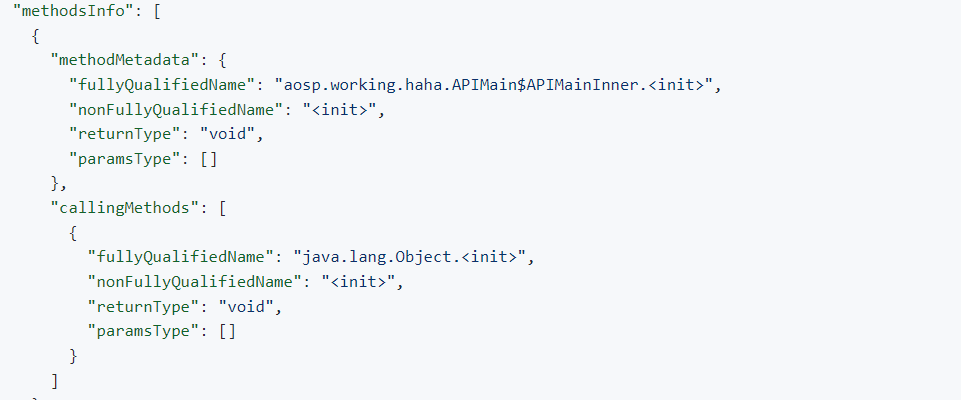 "methodsInfo": [
{
"methodMetadata": {
"fullyQualifiedName": "aosp.working.haha.APIMain$APIMainInner.<init>",
"nonFullyQualifiedName": "<init>",
"returnType": "void",
"paramsType": []
},
"callingMethods": [
{
"fullyQualifiedName": "java.lang.Object.<init>",
"nonFullyQualifiedName": "<init>",
"returnType": "void",
"paramsType": []
}
]